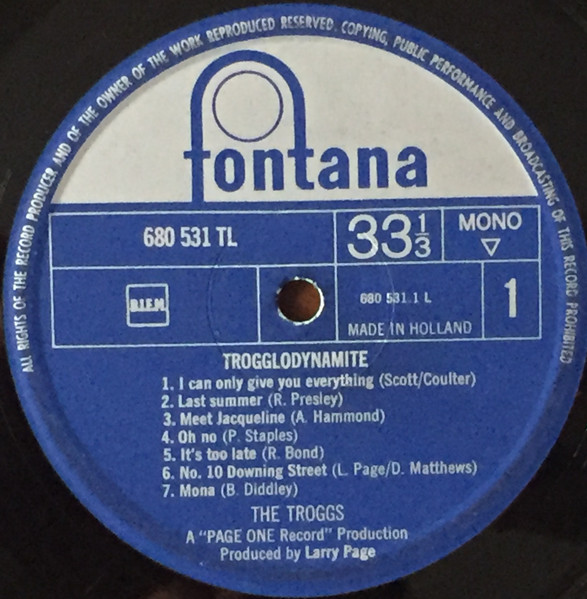 ALL RIGHTS OF THE RECORD PRODUCER AND OF THE OWNER OF THE WORK REPRODUCED RESERVED. COPYING, PUBLIC PERFORMANCE AND BROADCASTING OF THIS RECORD PROHIBITED
fontana
680 531 TL
33 1/3
MONO
▽
B.I.E.M.
680 531 1 L
MADE IN HOLLAND
1
TROGGLODYNAMITE
1. I can only give you everything (Scott/Coulter)
2. Last summer (R. Presley)
3. Meet Jacqueline (A. Hammond)
4. Oh no (P. Staples)
5. It's too late (R. Bond)
6. No. 10 Downing Street (L. Page/D. Matthews)
7. Mona (B. Diddley)
THE TROGGS
A "PAGE ONE Record" Production
Produced by Larry Page